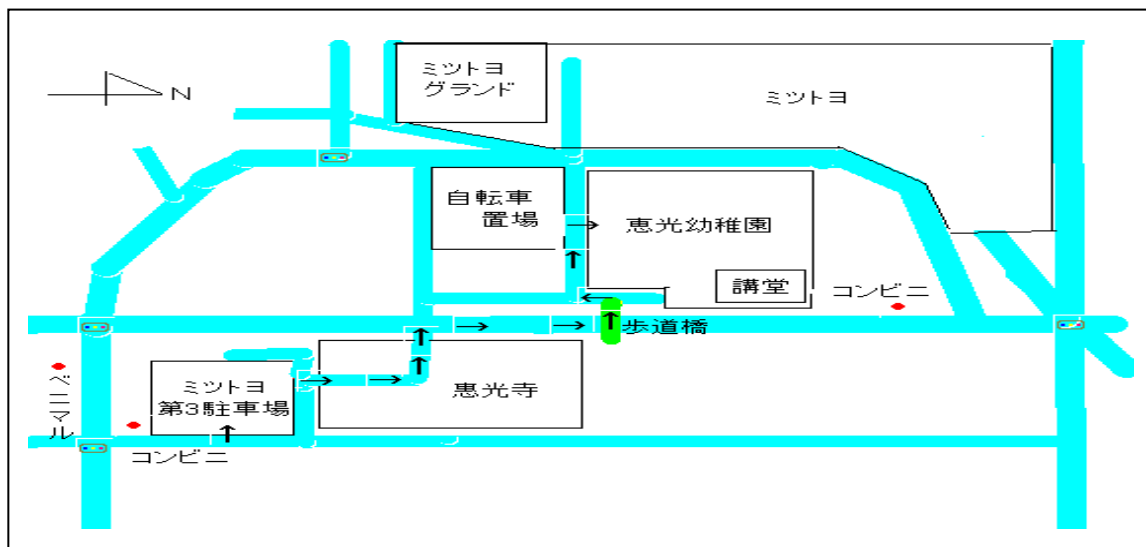 ミツトヨ
グランド
ミツトヨ
N
自転車
置場
恵光幼稚園
講堂
コンビニ
歩道橋
ベニマル
ミツトヨ
第3駐車場
恵光寺
コンビニ